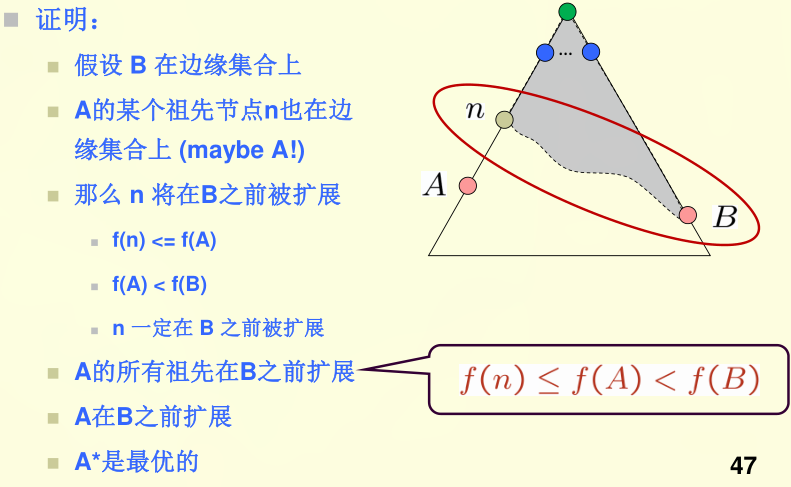 证明:
假设 B 在边缘集合上
A的某个祖先节点n也在边
缘集合上 (maybe A!)
那么 n 将在B之前被扩展
f(n) <= f(A)
f(A) < f(B)
n 一定在 B 之前被扩展
A的所有祖先在B之前扩展
A在B之前扩展
A*是最优的
...
n
A
B
f(n) ≤ f(A) < f(B)
47